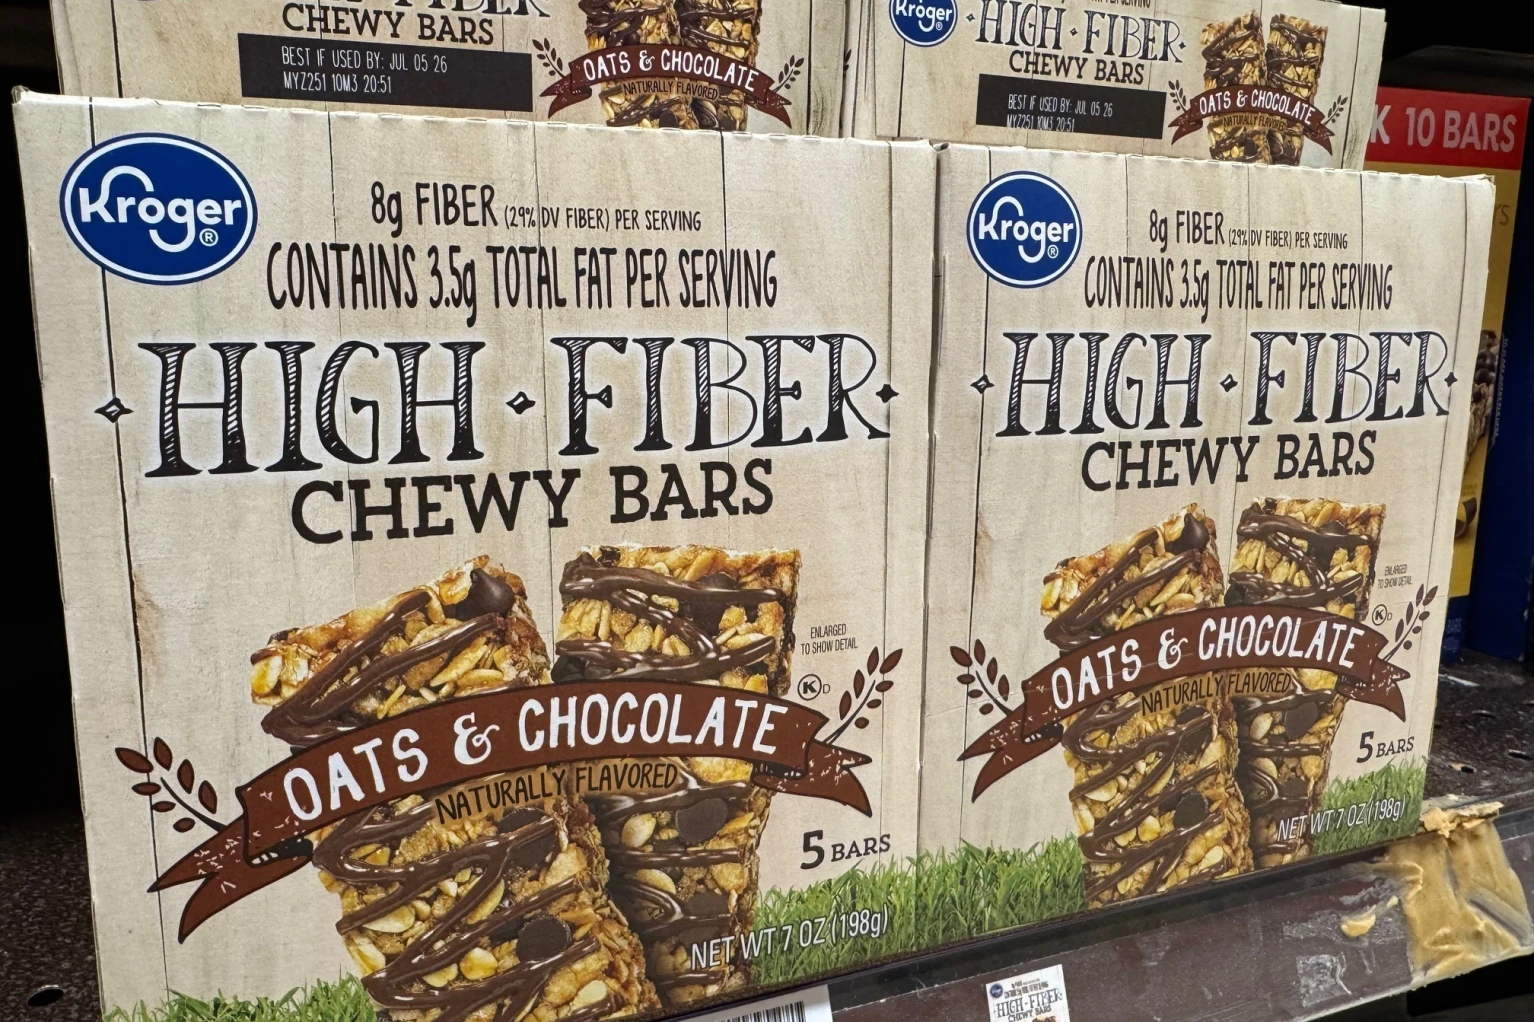 CHEWY BARS
BEST IF USED BY: JUL 05 26
MYZ251 10M3 20:51
OATS & CHOCOLATE
NATURALLY FLAVORED
Kroger
HIGH·FIBER
CHEWY BARS
BEST IF USED BY: JUL 05 26
MYZ251 10M3 20:51
OATS & CHOCOLATE
NATURALLY FLAVORED
10 BARS
Kroger®
8g FIBER (29% DV FIBER) PER SERVING
CONTAINS 3.5g TOTAL FAT PER SERVING
HIGH·FIBER
CHEWY BARS
ENLARGED
TO SHOW DETAIL
K D
OATS & CHOCOLATE
NATURALLY FLAVORED
5 BARS
NET WT 7 OZ (198g)
Kroger®
8g FIBER (29% DV FIBER) PER SERVING
CONTAINS 3.5g TOTAL FAT PER SERVING
HIGH·FIBER
CHEWY BARS
ENLARGED
TO SHOW DETAIL
K D
OATS & CHOCOLATE
NATURALLY FLAVORED
5 BARS
NET WT 7 OZ (198g)
HIGH·FIBER
CHEWY BARS